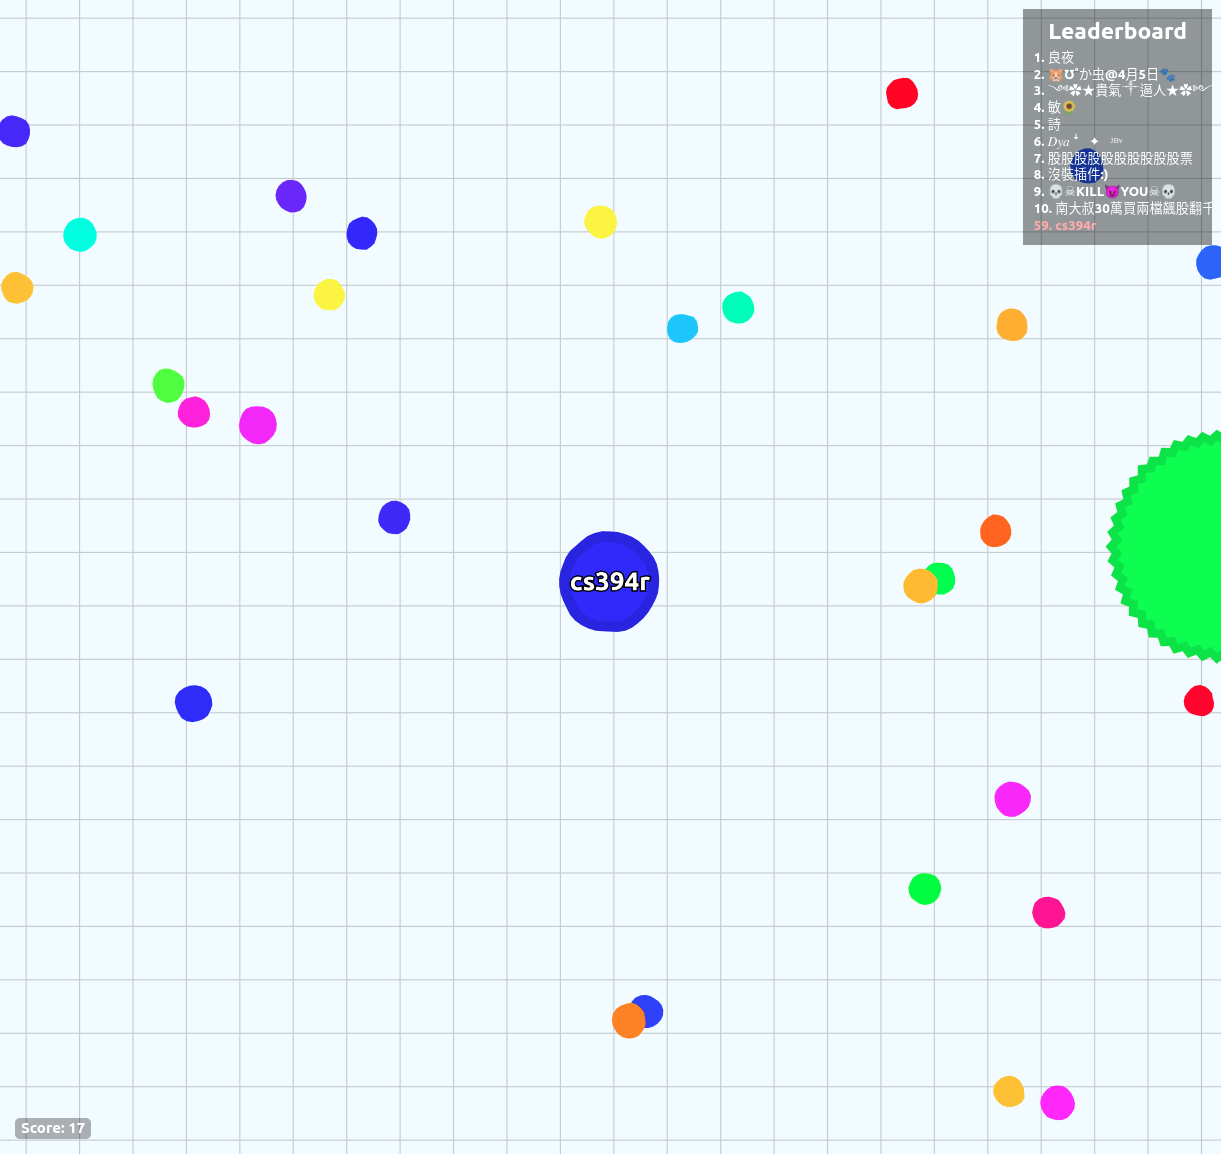 Leaderboard
1. 良夜
2. 🐹Ʊ˚か虫@4月5日🐾
3. ༺✿★貴氣༒逼人★✿༻
4. 敏🌻
5. 詩
6. 𝐷𝑦𝑎 ⸸ ✦ ᴶᴮᵛ
7. 股股股股股股股股股股票
8. 沒裝插件:)
9. 💀☠KILL😈YOU☠💀
10. 南大叔30萬買兩檔飆股翻千
59. cs394r
cs394r
Score: 17